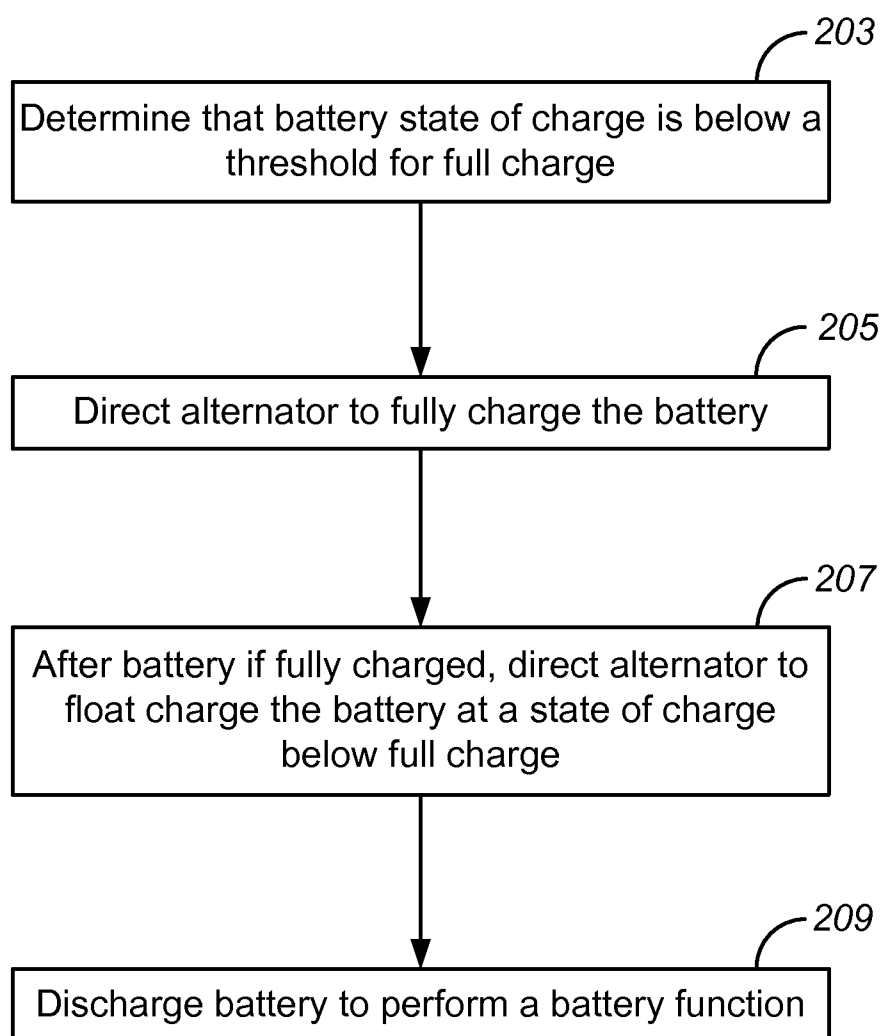 203
Determine that battery state of charge is below a
threshold for full charge
205
Direct alternator to fully charge the battery
207
After battery if fully charged, direct alternator to
float charge the battery at a state of charge
below full charge
209
Discharge battery to perform a battery function